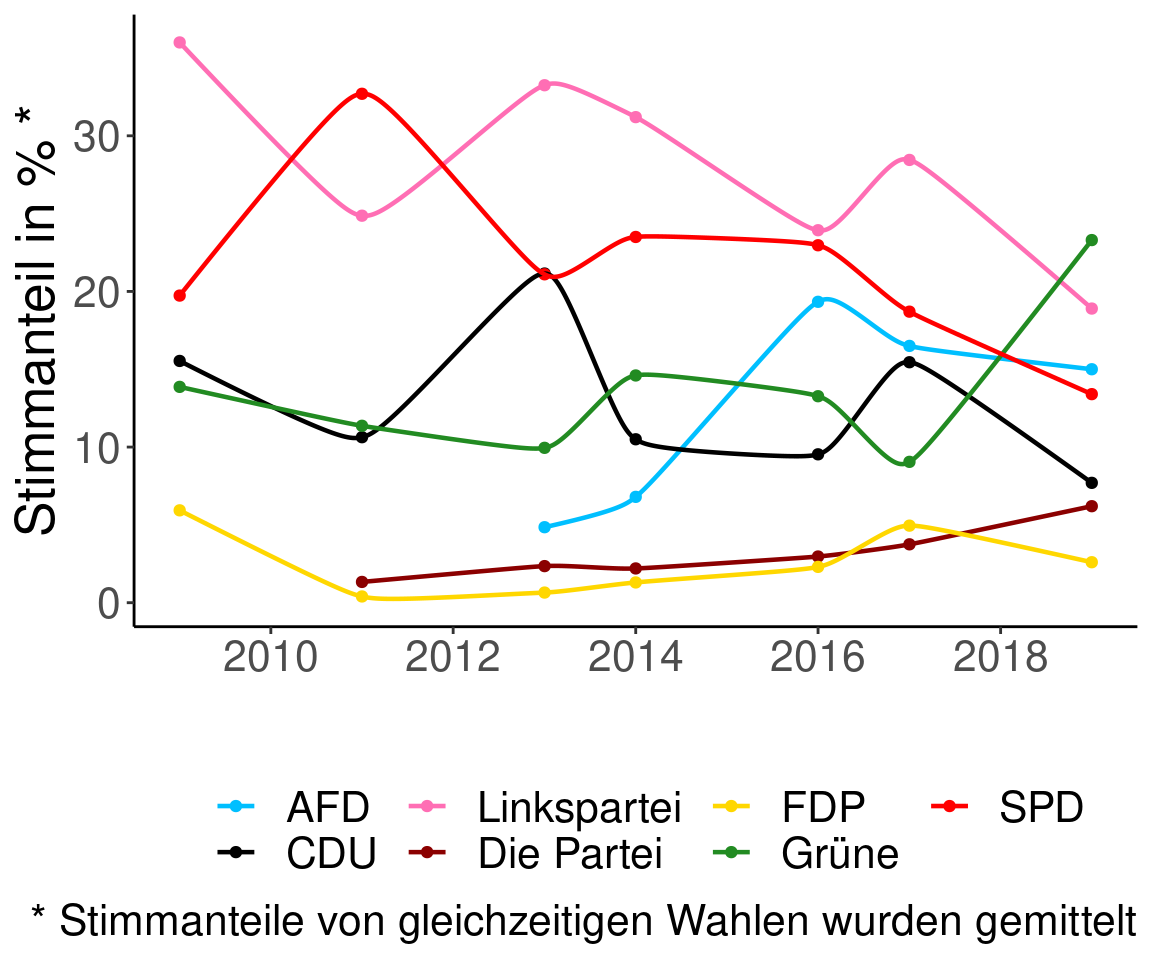 Stimmanteil in % *
30
20
10
0
2010 2012 2014 2016 2018
AFD Linkspartei FDP SPD
CDU Die Partei Grüne
* Stimmanteile von gleichzeitigen Wahlen wurden gemittelt